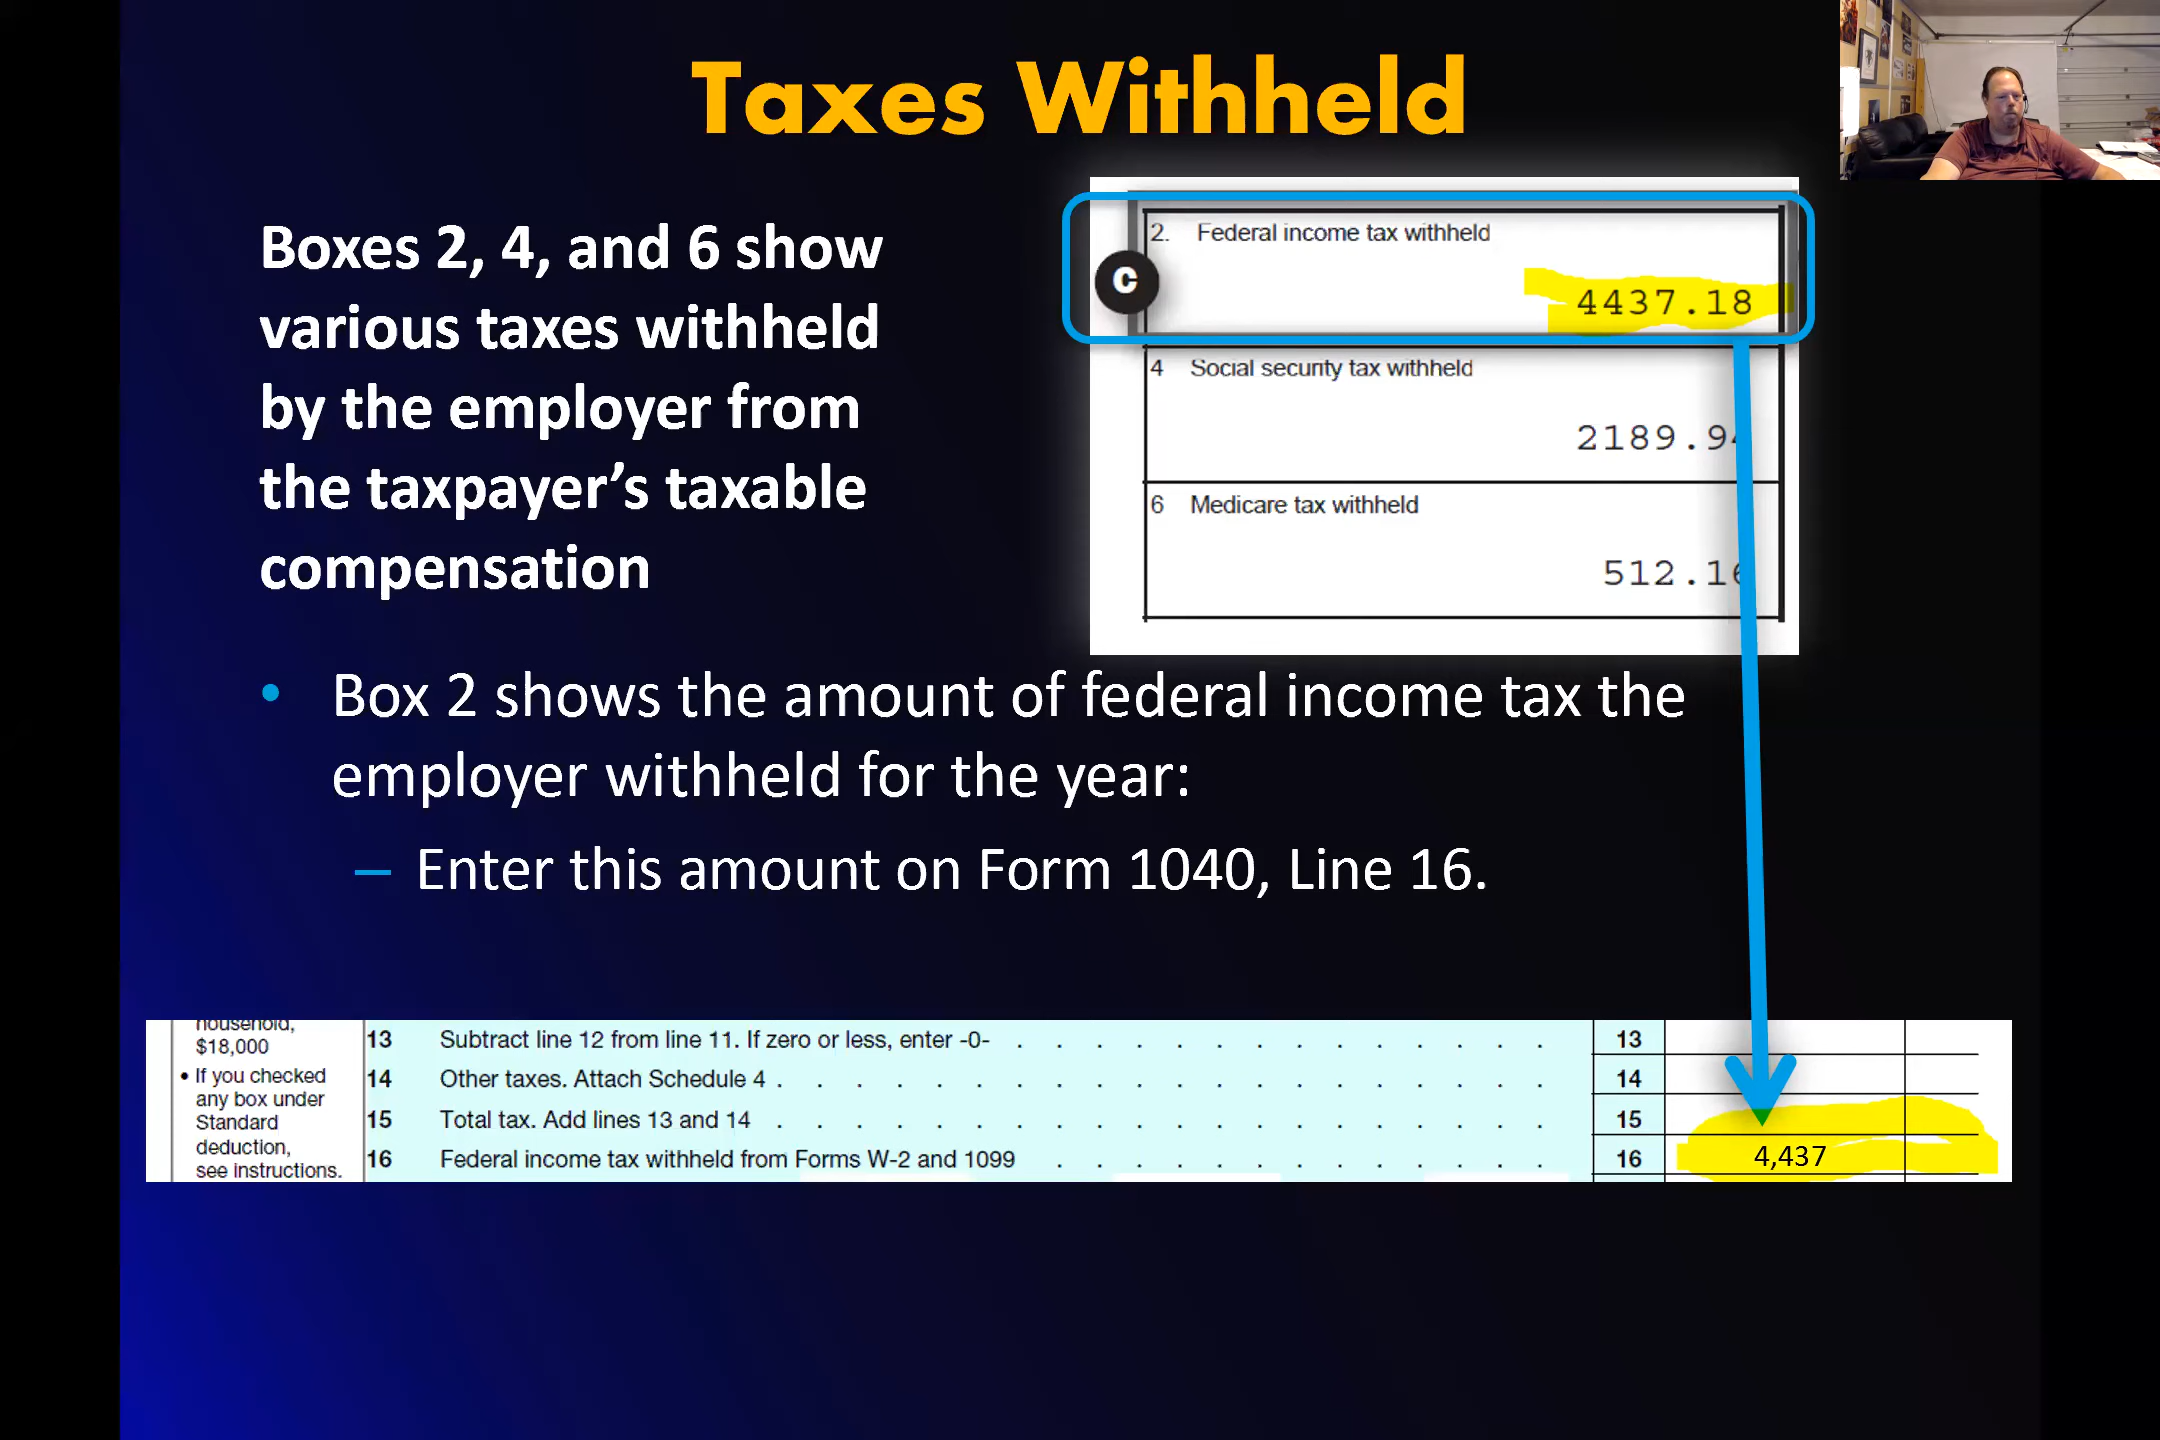 Taxes Withheld
Boxes 2, 4, and 6 show
various taxes withheld
by the employer from
the taxpayer’s taxable
compensation
2. Federal income tax withheld
C
4437.18
4 Social security tax withheld
6 Medicare tax withheld
• Box 2 shows the amount of federal income tax the
employer withheld for the year:
– Enter this amount on Form 1040, Line 16.
household,
$18,000
• If you checked
any box under
Standard
deduction,
see instructions.
13 Subtract line 12 from line 11. If zero or less, enter -0- . . . . . . . . . . . . . . 13
14 Other taxes. Attach Schedule 4 . . . . . . . . . . . . . . . . . . . . 14
15 Total tax. Add lines 13 and 14 . . . . . . . . . . . . . . . . . . . . 15
16 Federal income tax withheld from Forms W-2 and 1099 . . . . . . . . . . . . . 16 4,437